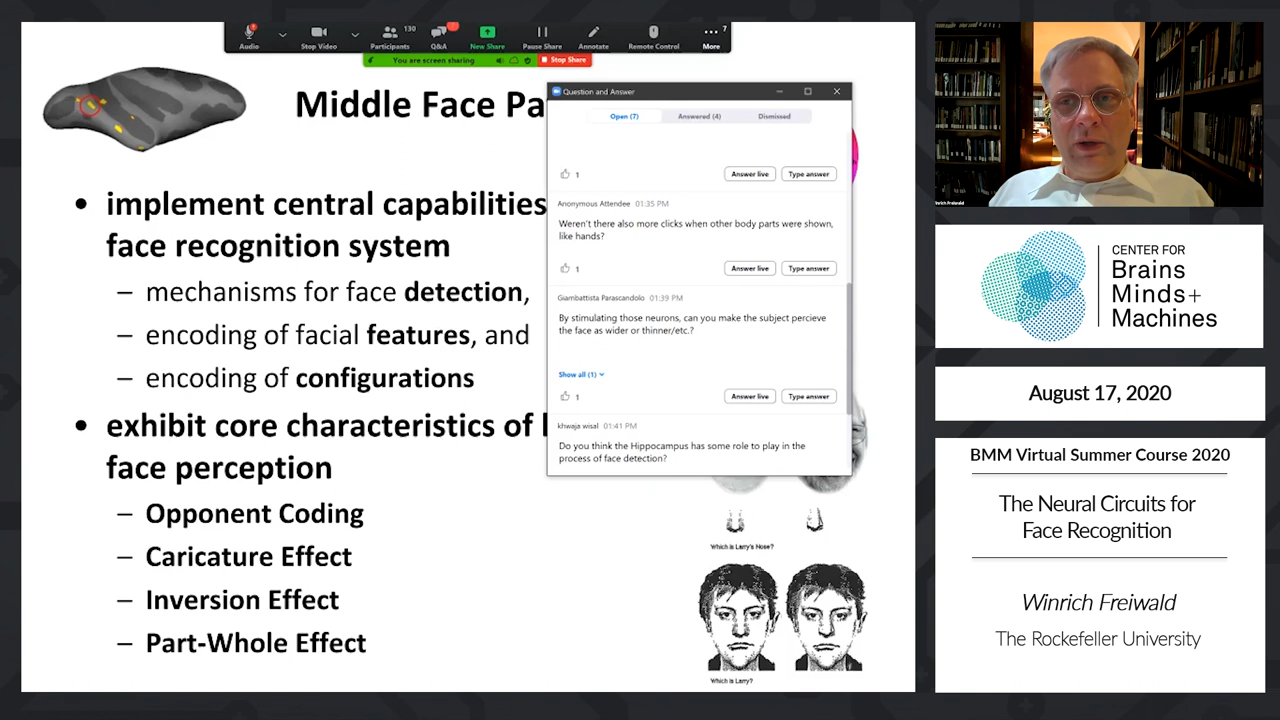 Audio
Stop Video
Participants
130
Q&A
New Share
Pause Share
Annotate
Remote Control
7
More
You are screen sharing
Stop Share
Middle Face Pa
implement central capabilities
face recognition system
– mechanisms for face detection,
– encoding of facial features, and
– encoding of configurations
exhibit core characteristics of
face perception
– Opponent Coding
– Caricature Effect
– Inversion Effect
– Part-Whole Effect
Question and Answer
Open (7)
Answered (4)
Dismissed
1
Answer live
Type answer
Anonymous Attendee 01:35 PM
Weren't there also more clicks when other body parts were shown,
like hands?
1
Answer live
Type answer
Giambattista Parascandolo 01:39 PM
By stimulating those neurons, can you make the subject percieve
the face as wider or thinner/etc.?
Show all (1)
1
Answer live
Type answer
khwaja wisal 01:41 PM
Do you think the Hippocampus has some role to play in the
process of face detection?
Which is Larry's Nose?
Which is Larry?
Winrich Freiwald
CENTER FOR
Brains
Minds+
Machines
August 17, 2020
BMM Virtual Summer Course 2020
The Neural Circuits for
Face Recognition
Winrich Freiwald
The Rockefeller University